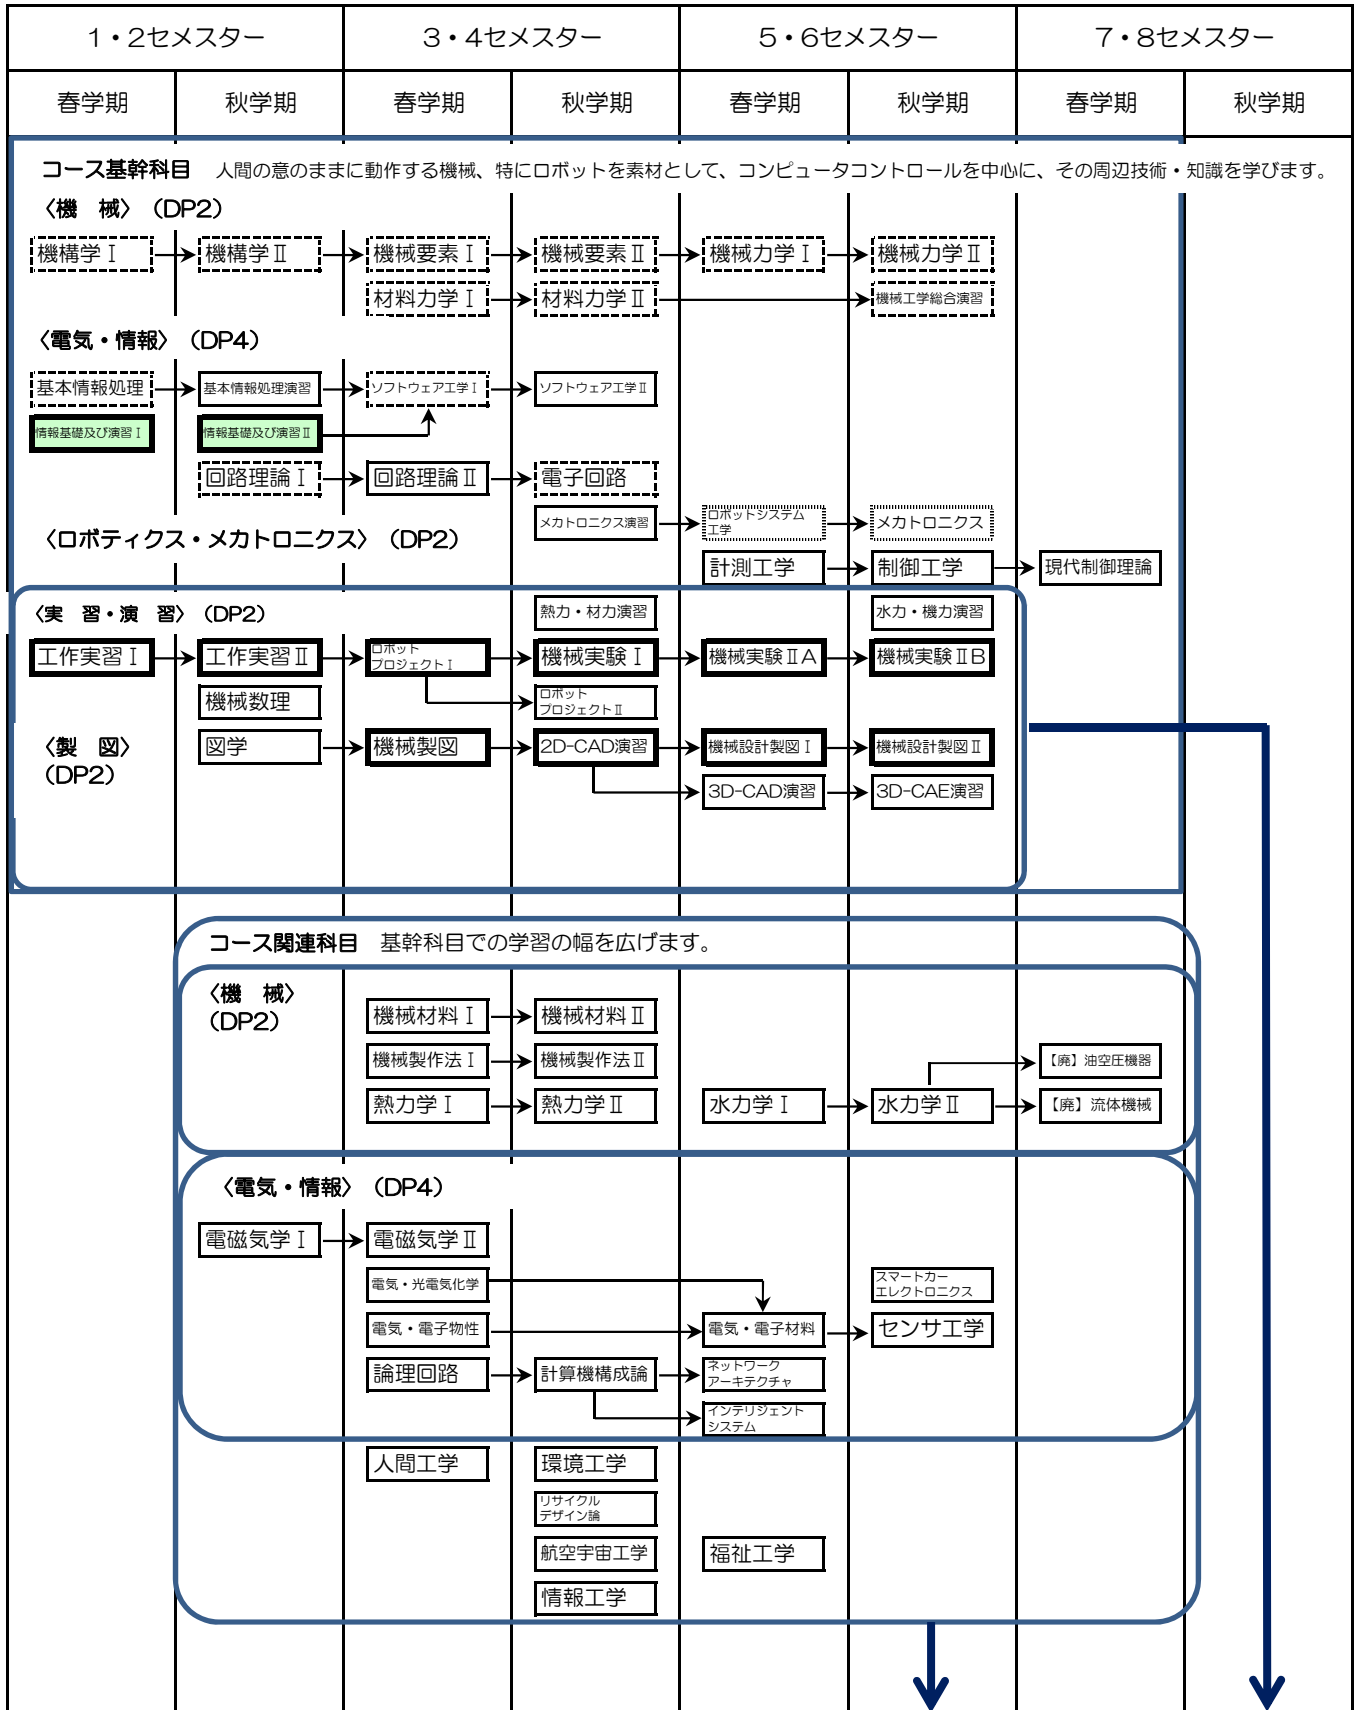 1・2セメスター 3・4セメスター 5・6セメスター 7・8セメスター
春学期 秋学期 春学期 秋学期 春学期 秋学期 春学期 秋学期
コース基幹科目 人間の意のままに動作する機械、特にロボットを素材として、コンピュータコントロールを中心に、その周辺技術・知識を学びます。
〈機　械〉（DP2）
機構学Ⅰ 機構学Ⅱ 機械要素Ⅰ 機械要素Ⅱ 機械力学Ⅰ 機械力学Ⅱ
材料力学Ⅰ 材料力学Ⅱ 機械工学総合演習
〈電気・情報〉（DP4）
基本情報処理 基本情報処理演習 ソフトウェア工学Ⅰ ソフトウェア工学Ⅱ
情報基礎及び演習Ⅰ 情報基礎及び演習Ⅱ
回路理論Ⅰ 回路理論Ⅱ 電子回路
メカトロニクス演習 ロボットシステム
工学 メカトロニクス
〈ロボティクス・メカトロニクス〉（DP2）
計測工学 制御工学 現代制御理論
〈実　習・演　習〉（DP2） 熱力・材力演習 水力・機力演習
工作実習Ⅰ 工作実習Ⅱ ロボット
プロジェクトⅠ 機械実験Ⅰ 機械実験ⅡA 機械実験ⅡB
機械数理 ロボット
プロジェクトⅡ
〈製　図〉
（DP2）
図学 機械製図 2D-CAD演習 機械設計製図Ⅰ 機械設計製図Ⅱ
3D-CAD演習 3D-CAE演習
コース関連科目 基幹科目での学習の幅を広げます。
〈機　械〉
（DP2）
機械材料Ⅰ 機械材料Ⅱ
機械製作法Ⅰ 機械製作法Ⅱ 【廃】油空圧機器
熱力学Ⅰ 熱力学Ⅱ 水力学Ⅰ 水力学Ⅱ 【廃】流体機械
〈電気・情報〉（DP4）
電磁気学Ⅰ 電磁気学Ⅱ
電気・光電気化学 スマートカー
エレクトロニクス
電気・電子物性 電気・電子材料 センサ工学
論理回路 計算機構成論 ネットワーク
アーキテクチャ
インテリジェント
システム
人間工学 環境工学
リサイクル
デザイン論
航空宇宙工学 福祉工学
情報工学